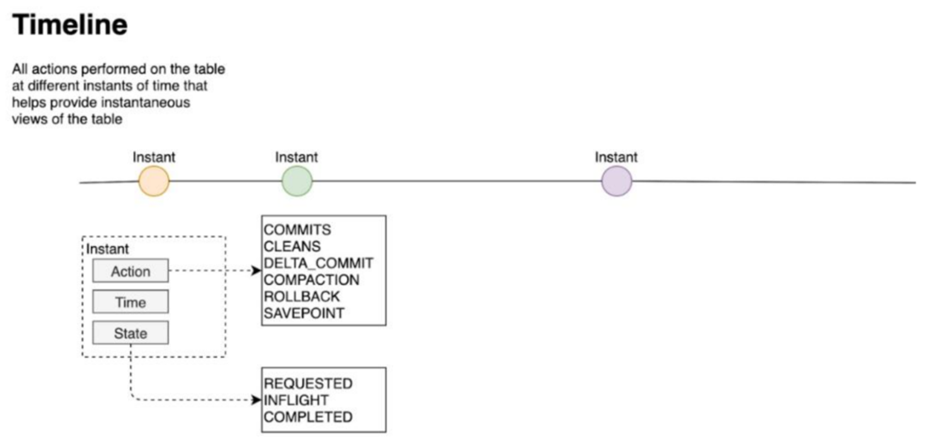 Timeline
All actions performed on the table
at different instants of time that
helps provide instantaneous
views of the table
Instant
Instant
Instant
Instant
Action
Time
State
COMMITS
CLEANS
DELTA_COMMIT
COMPACTION
ROLLBACK
SAVEPOINT
REQUESTED
INFLIGHT
COMPLETED